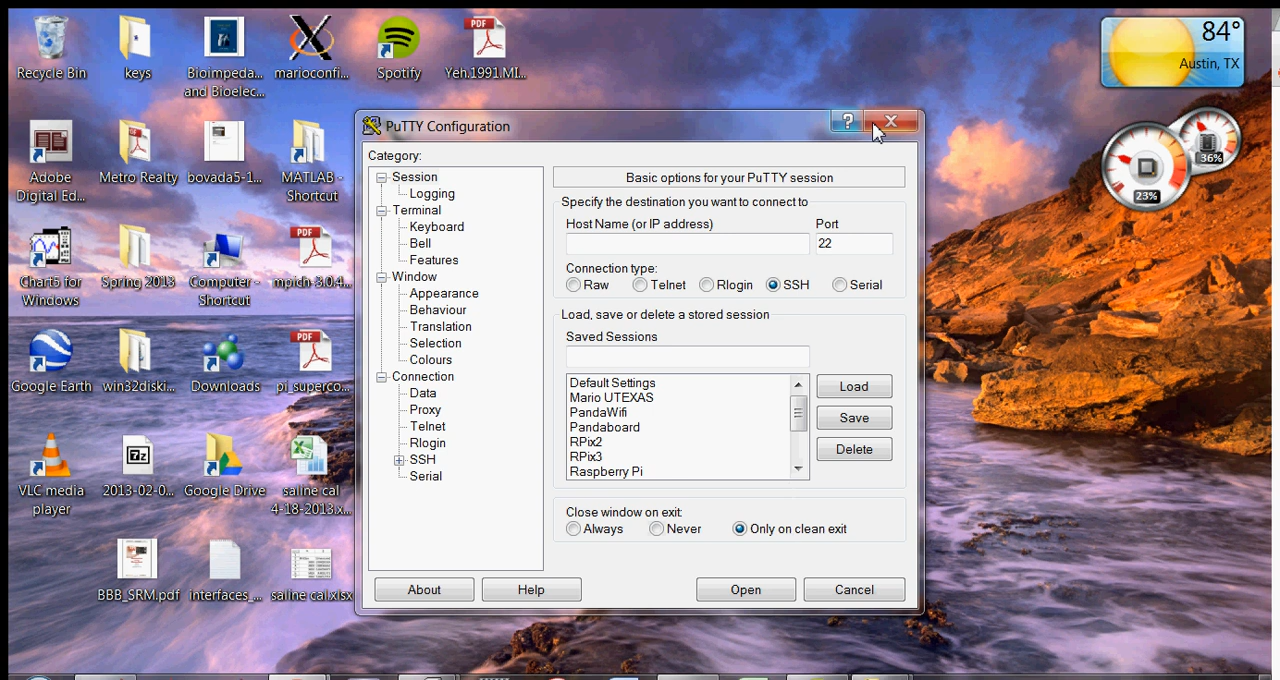 Recycle Bin
keys
Bioimpeda...
and Bioelec...
marioconfi...
Spotify
PDF
Yeh.1991.MI...
84°
Austin, TX
36%
23%
Adobe
Digital Ed...
Metro Realty
bovada5-1...
MATLAB -
Shortcut
Chart5 for
Windows
Spring 2013
Computer -
Shortcut
PDF
mpich-3.0.4...
Google Earth
win32diski...
Downloads
PDF
pi_superco...
VLC media
player
7z
2013-02-0...
Google Drive
saline cal
4-18-2013.x...
BBB_SRM.pdf
interfaces_...
saline cal.xlsx
PuTTY Configuration
?
Category:
Session
Logging
Terminal
Keyboard
Bell
Features
Window
Appearance
Behaviour
Translation
Selection
Colours
Connection
Data
Proxy
Telnet
Rlogin
SSH
Serial
Basic options for your PuTTY session
Specify the destination you want to connect to
Host Name (or IP address)
Port
22
Connection type:
Raw
Telnet
Rlogin
SSH
Serial
Load, save or delete a stored session
Saved Sessions
Default Settings
Mario UTEXAS
PandaWifi
Pandaboard
RPix2
RPix3
Raspberry Pi
Load
Save
Delete
Close window on exit:
Always
Never
Only on clean exit
About
Help
Open
Cancel